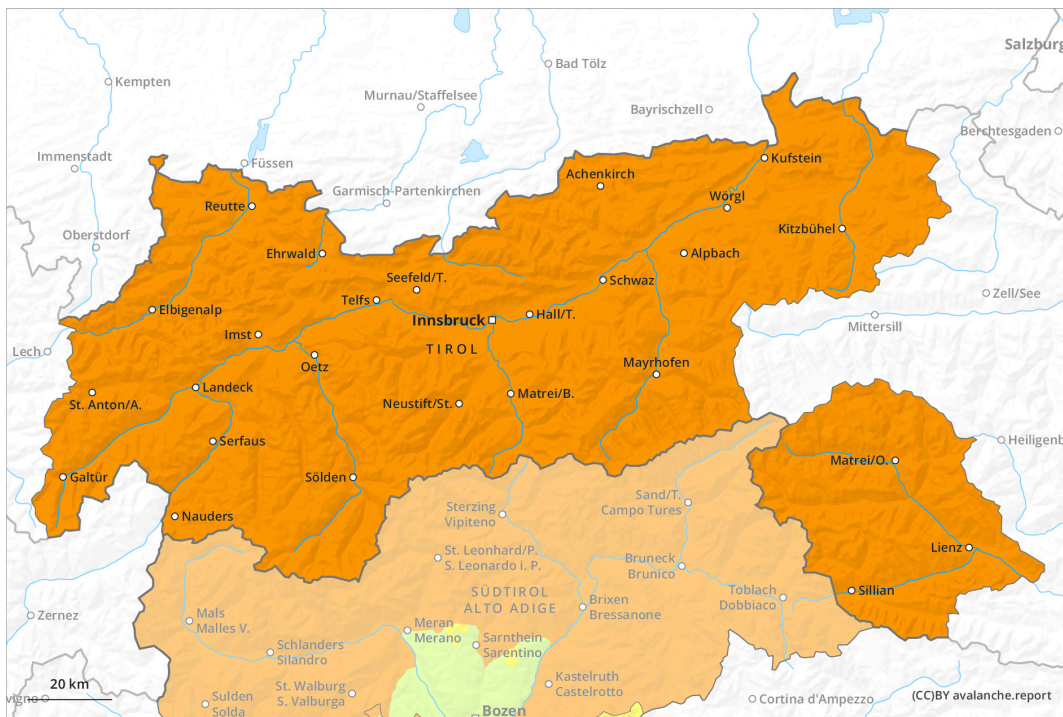 Salzburg
Kempten
Bad Tölz
Murnau/Staffelsee
Bayrischzell
Berchtesgaden
Immenstadt
Füssen
Kufstein
Achenkirch
Garmisch-Partenkirchen
Wörgl
Reutte
Oberstdorf
Kitzbühel
Ehrwald
Alpbach
Seefeld/T.
Schwaz
Telfs
Zell/See
Elbigenalp
Innsbruck
Hall/T.
Mittersill
Imst
Lech
TIROL
Oetz
Mayrhofen
Landeck
St. Anton/A.
Neustift/St.
Matrei/B.
Serfaus
Heiligenb
Matrei/O.
Galtür
Sölden
Sand/T.
Campo Tures
Sterzing
Vipiteno
Nauders
Lienz
St. Leonhard/P.
S. Leonardo i. P.
Bruneck
Brunico
Sillian
SÜDTIROL
ALTO ADIGE
Toblach
Dobbiaco
Brixen
Bressanone
Zernez
Mals
Malles V.
Meran
Merano
Sarnthein
Sarentino
Schlanders
Silandro
Kastelruth
Castelrotto
20 km
St. Walburg
S. Valburga
vigno
Sulden
Solda
Cortina d'Ampezzo
(CC)BY avalanche.report
Bozen